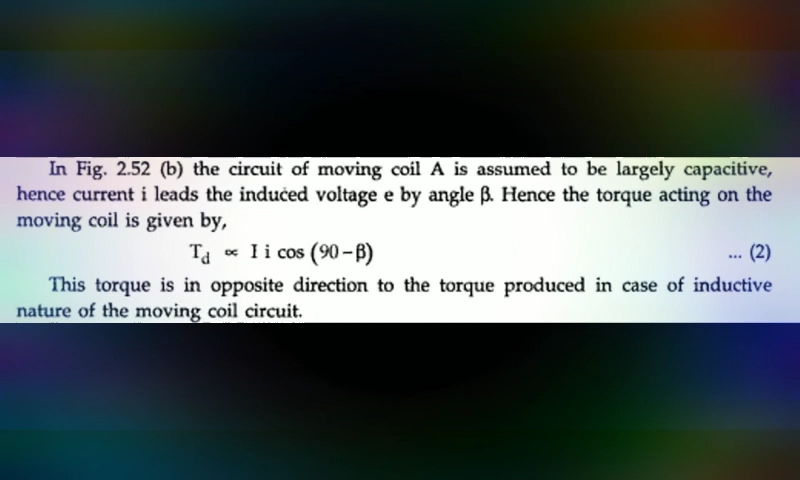 In Fig. 2.52 (b) the circuit of moving coil A is assumed to be largely capacitive,
hence current i leads the induced voltage e by angle β. Hence the torque acting on the
moving coil is given by,
T_d ∝ I i cos (90 – β) ... (2)
This torque is in opposite direction to the torque produced in case of inductive
nature of the moving coil circuit.